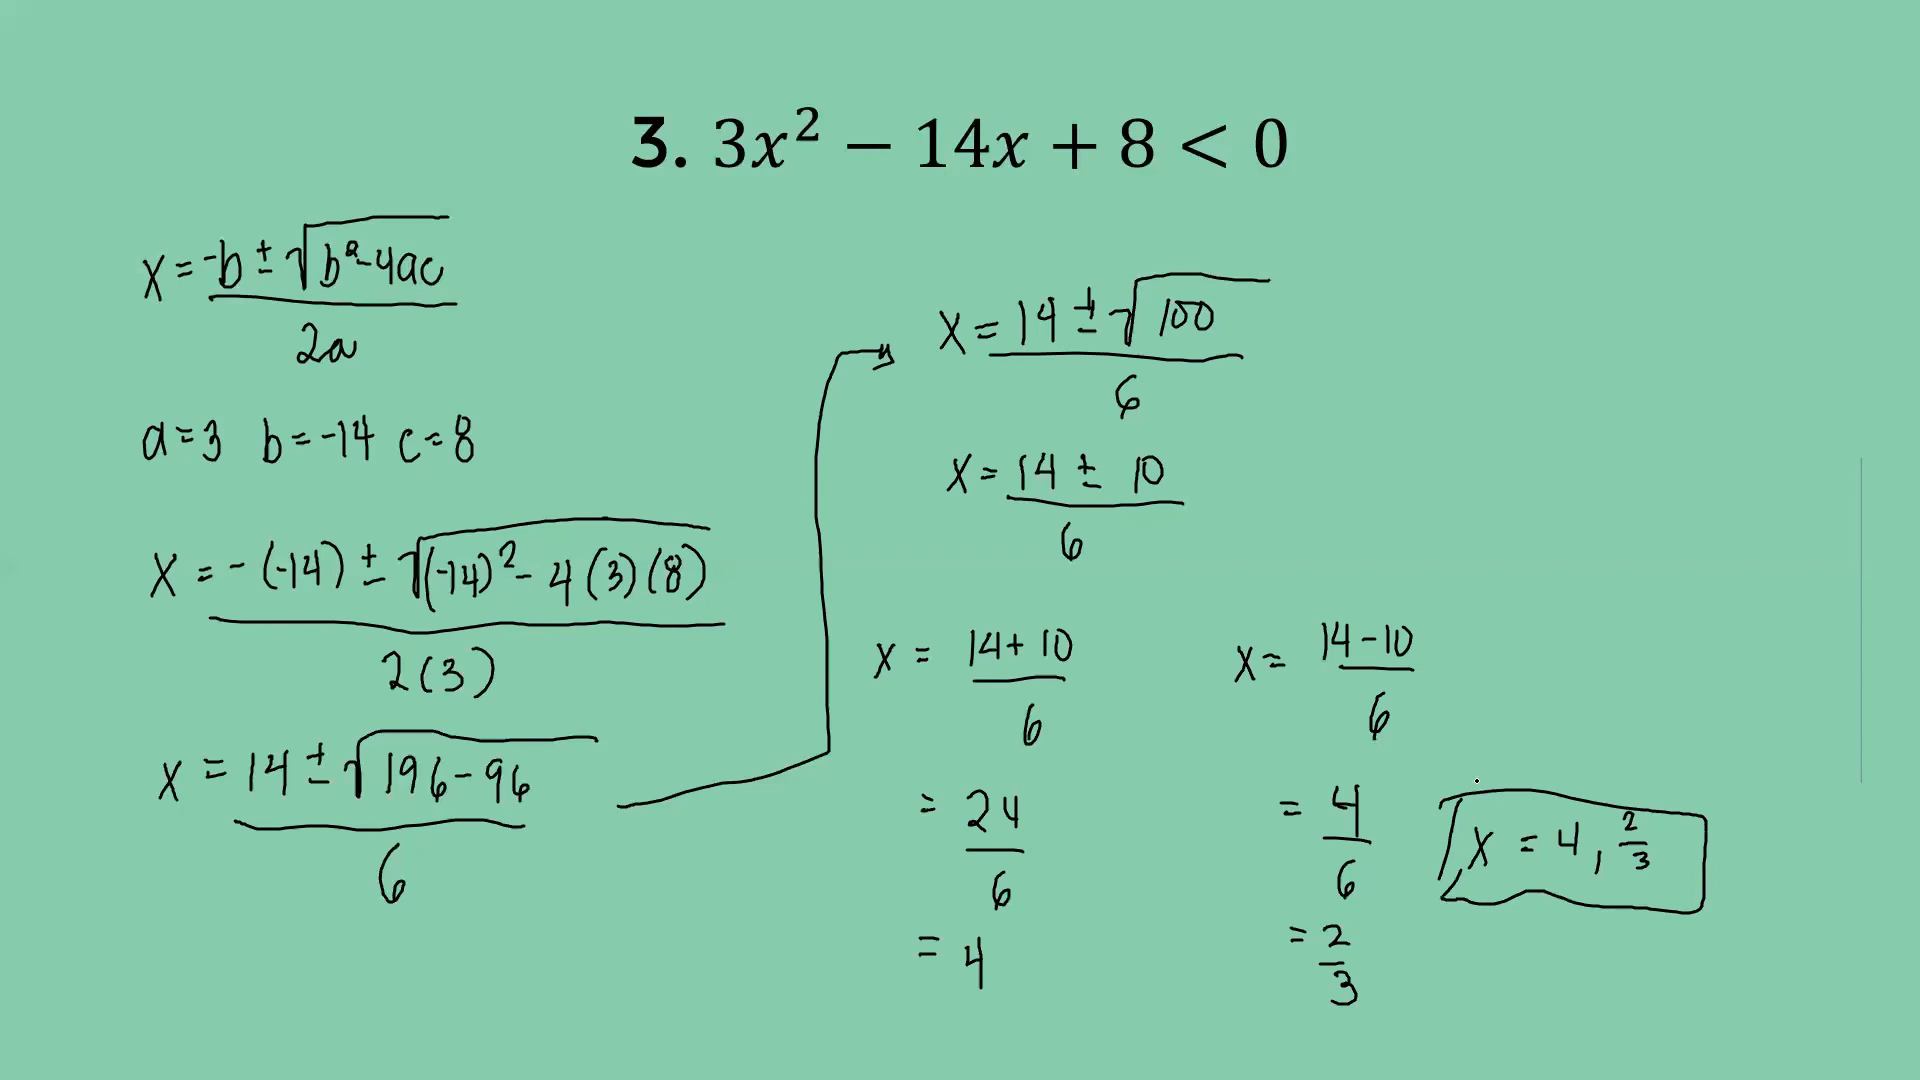 3. 3x² − 14x + 8 < 0
x = -b ± √b²-4ac
2a
a=3 b=-14 c=8
x = -(-14) ± √(-14)²- 4(3)(8)
2(3)
x = 14 ± √196-96
6
x = 14 ± √100
6
x = 14 ± 10
6
x = 14+10
6
= 24
6
= 4
x = 14-10
6
= 4
6
= 2
3
x = 4, 2/3